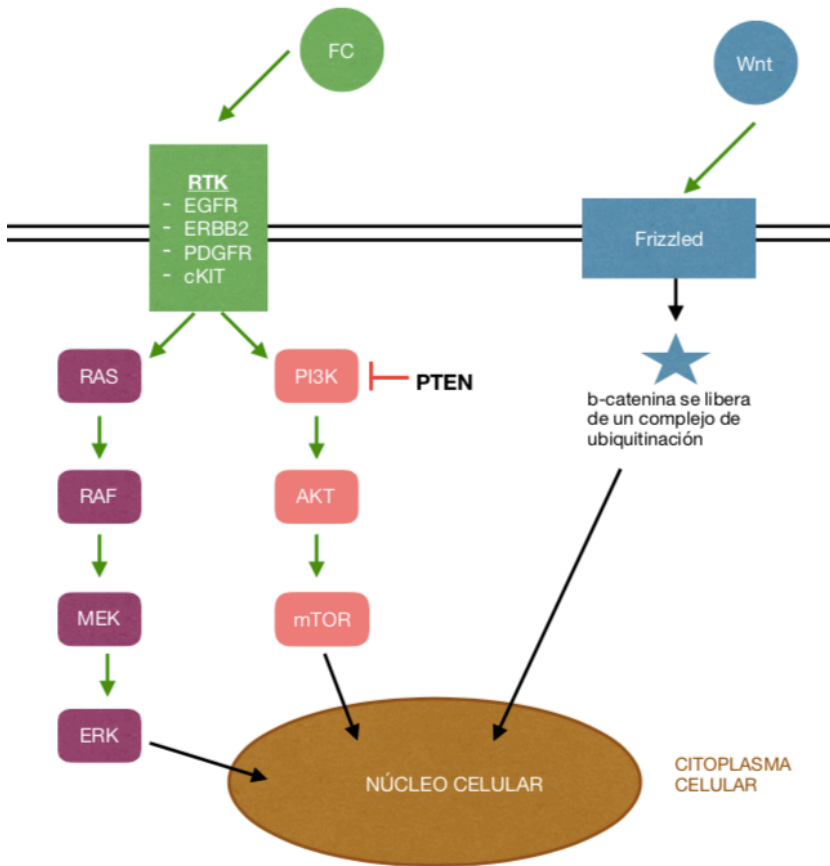 FC
Wnt
RTK
- EGFR
- ERBB2
- PDGFR
- cKIT
Frizzled
RAS
PI3K
PTEN
b-catenina se libera
de un complejo de
ubiquitinación
RAF
AKT
MEK
mTOR
ERK
NÚCLEO CELULAR
CITOPLASMA
CELULAR